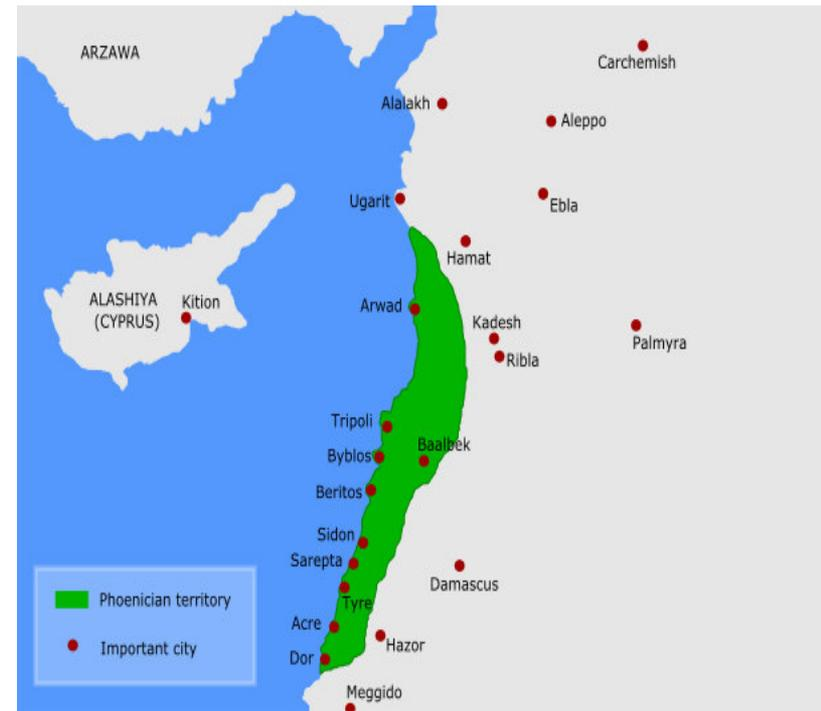 ARZAWA
Carchemish
Alalakh
Aleppo
Ugarit
Ebla
Hamat
ALASHIYA
(CYPRUS)
Kition
Arwad
Kadesh
Ribla
Palmyra
Tripoli
Baalbek
Byblos
Beritos
Sidon
Sarepta
Damascus
Tyre
Acre
Hazor
Dor
Meggido
Phoenician territory
Important city